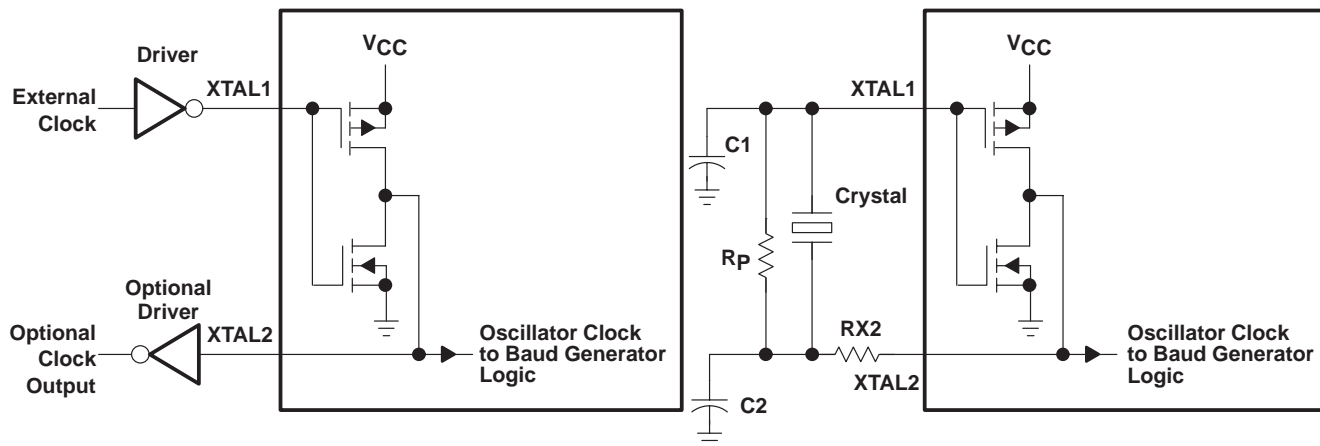 Driver
External
Clock
XTAL1
VCC
Optional
Driver
Optional
Clock
Output
XTAL2
Oscillator Clock
to Baud Generator
Logic
C1
XTAL1
VCC
Crystal
RP
RX2
XTAL2
C2
Oscillator Clock
to Baud Generator
Logic